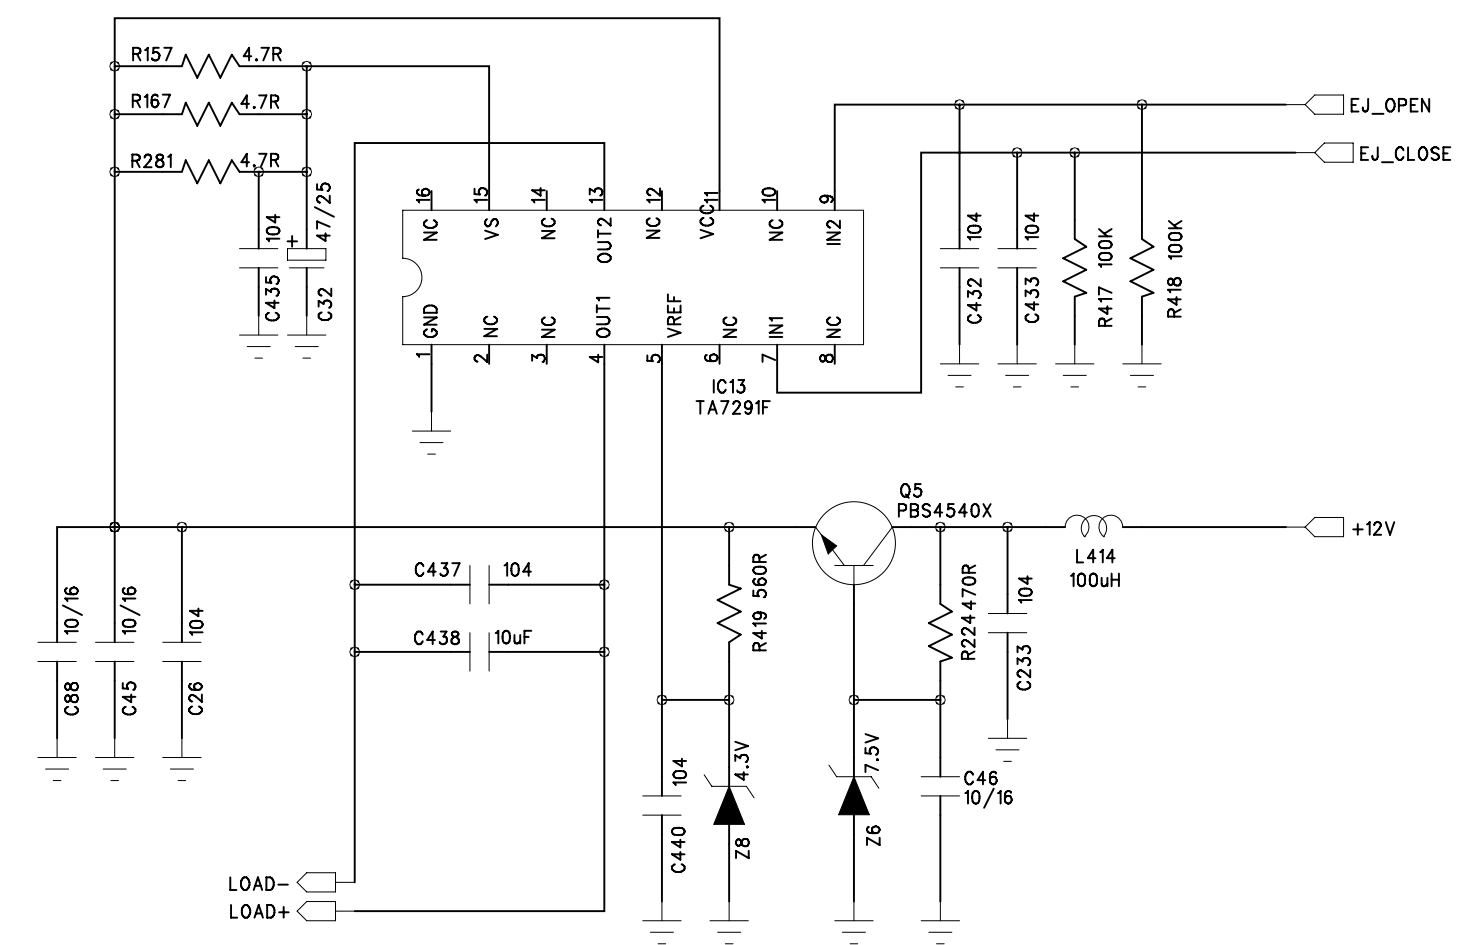 R157 4.7R
R167 4.7R
R281 4.7R
104
C435
+
47/25
C32
16
15
14
13
12
11
10
9
NC
VS
NC
OUT2
NC
VCC
NC
IN2
GND
NC
NC
OUT1
VREF
NC
IN1
NC
1
2
3
4
5
6
7
8
IC13
TA7291F
EJ_OPEN
EJ_CLOSE
104
C432
104
C433
100K
R417
100K
R418
Q5
PBS4540X
+12V
L414
100uH
10/16
C88
10/16
C45
104
C26
C437 104
C438 10uF
R419 560R
R224 470R
104
C233
104
C440
4.3V
Z8
7.5V
Z6
C46
10/16
LOAD-
LOAD+